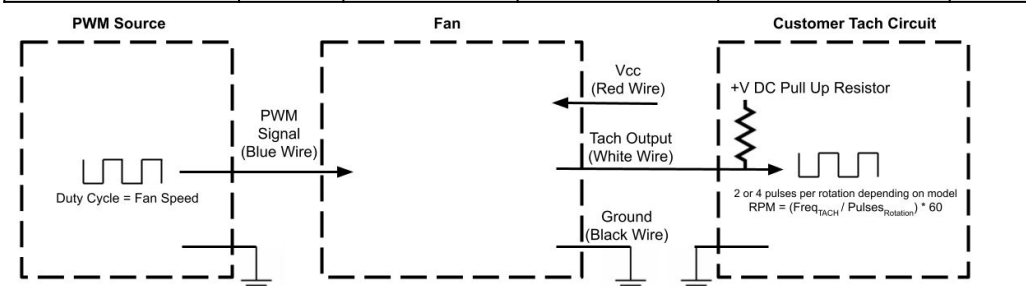 PWM Source
Fan
Customer Tach Circuit
Vcc
(Red Wire)
+V DC Pull Up Resistor
PWM
Signal
(Blue Wire)
Tach Output
(White Wire)
Duty Cycle = Fan Speed
2 or 4 pulses per rotation depending on model
RPM = (Freq_TACH / Pulses_Rotation) * 60
Ground
(Black Wire)